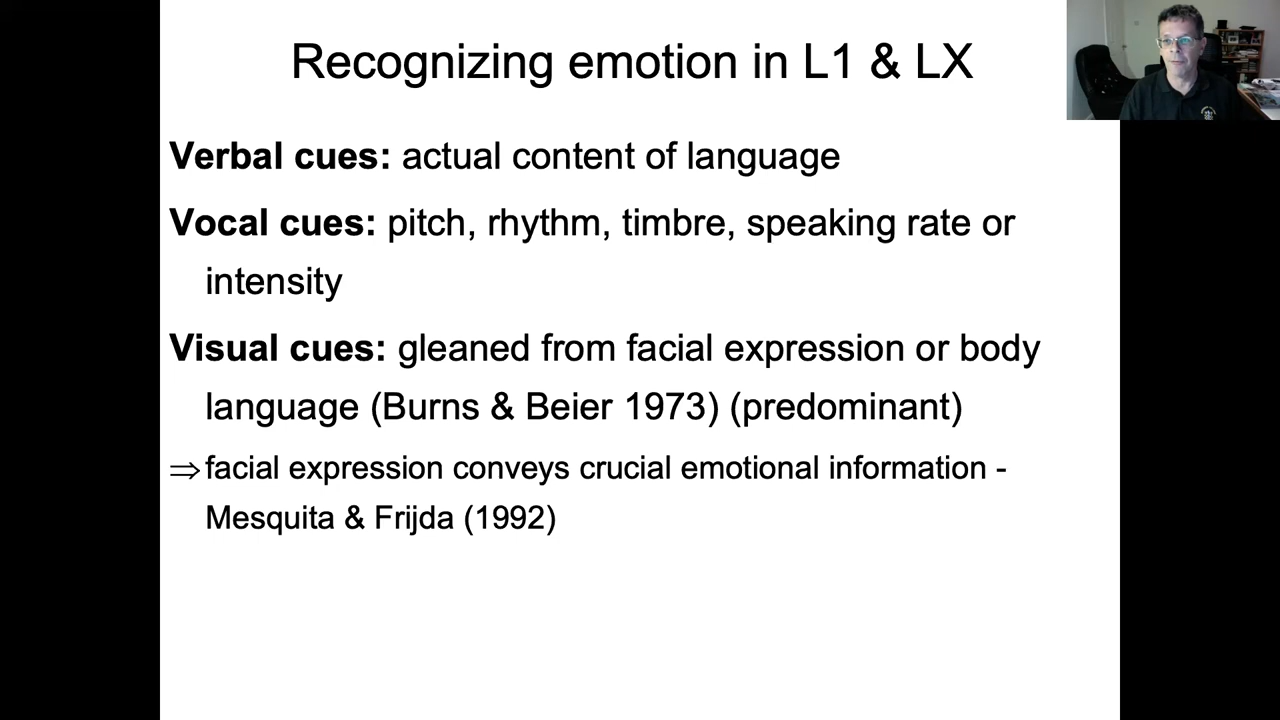 Recognizing emotion in L1 & LX
Verbal cues: actual content of language
Vocal cues: pitch, rhythm, timbre, speaking rate or
intensity
Visual cues: gleaned from facial expression or body
language (Burns & Beier 1973) (predominant)
⇒ facial expression conveys crucial emotional information -
Mesquita & Frijda (1992)